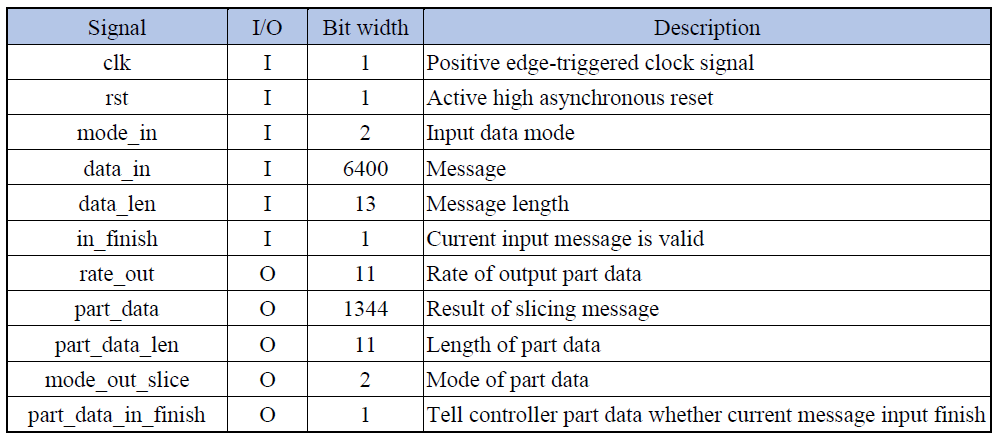 Signal I/O Bit width Description
clk I 1 Positive edge-triggered clock signal
rst I 1 Active high asynchronous reset
mode_in I 2 Input data mode
data_in I 6400 Message
data_len I 13 Message length
in_finish I 1 Current input message is valid
rate_out O 11 Rate of output part data
part_data O 1344 Result of slicing message
part_data_len O 11 Length of part data
mode_out_slice O 2 Mode of part data
part_data_in_finish O 1 Tell controller part data whether current message input finish